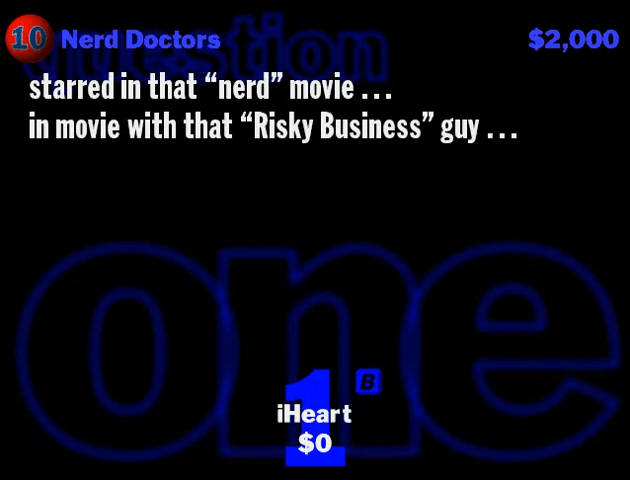 10 Nerd Doctors $2,000
question
starred in that “nerd” movie . . .
in movie with that “Risky Business” guy . . .
one
1 B
iHeart
$0